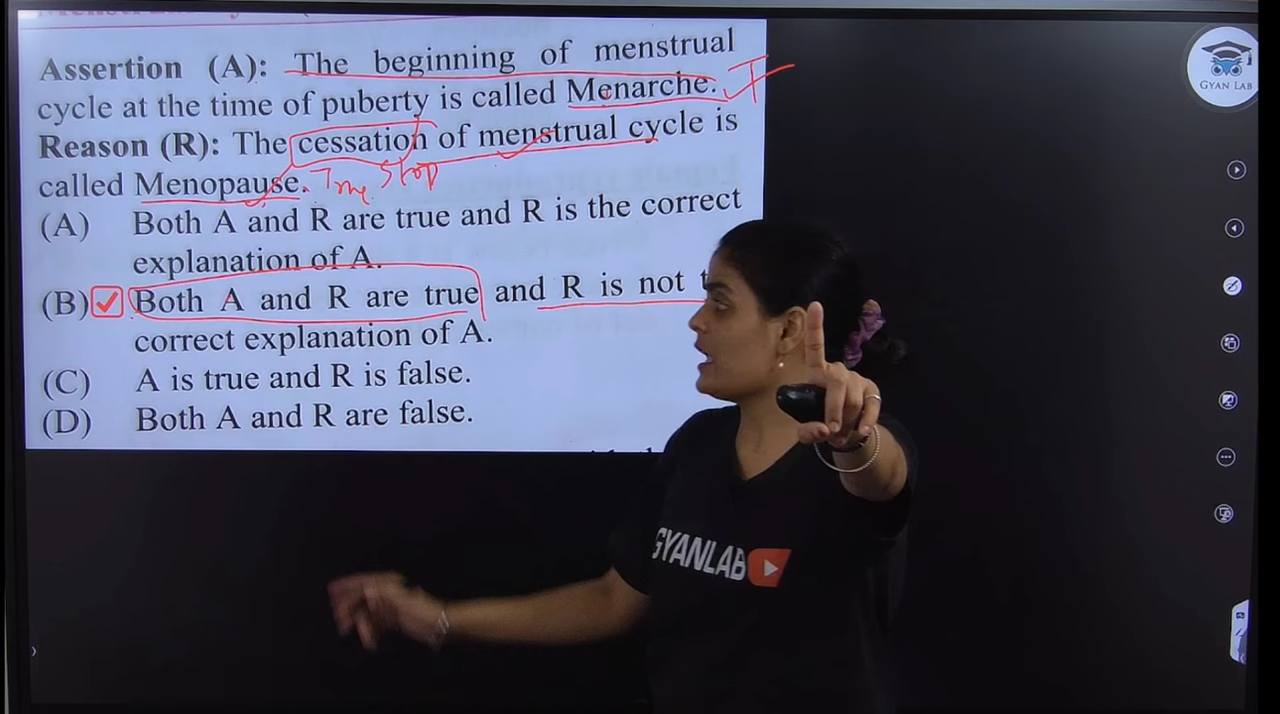 Assertion (A): The beginning of menstrual
cycle at the time of puberty is called Menarche. T
Reason (R): The cessation of menstrual cycle is
called Menopause. True Stop
(A) Both A and R are true and R is the correct
explanation of A.
(B) Both A and R are true and R is not
correct explanation of A.
(C) A is true and R is false.
(D) Both A and R are false.
GYAN LAB
GYANLAB